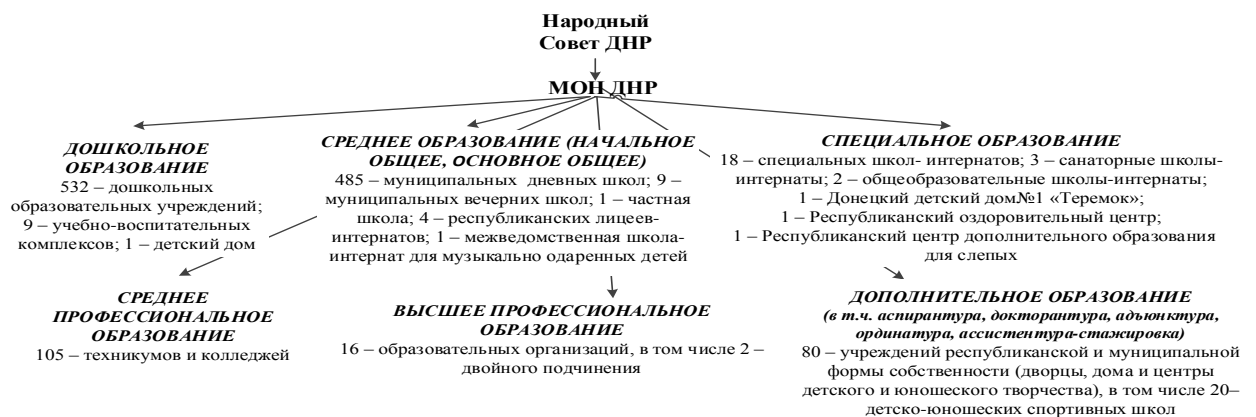 Народный
Совет ДНР
МОН ДНР
ДОШКОЛЬНОЕ
ОБРАЗОВАНИЕ
532 – дошкольных
образовательных учреждений;
9 – учебно-воспитательных
комплексов; 1 – детский дом
СРЕДНЕЕ ОБРАЗОВАНИЕ (НАЧАЛЬНОЕ
ОБЩЕЕ, ОСНОВНОЕ ОБЩЕЕ)
485 – муниципальных дневных школ; 9 –
муниципальных вечерних школ; 1 – частная
школа; 4 – республиканских лицеев-
интернатов; 1 – межведомственная школа-
интернат для музыкально одаренных детей
СПЕЦИАЛЬНОЕ ОБРАЗОВАНИЕ
18 – специальных школ- интернатов; 3 – санаторные школы-
интернаты; 2 – общеобразовательные школы-интернаты;
1 – Донецкий детский дом№1 «Теремок»;
1 – Республиканский оздоровительный центр;
1 – Республиканский центр дополнительного образования
для слепых
СРЕДНЕЕ
ПРОФЕССИОНАЛЬНОЕ
ОБРАЗОВАНИЕ
105 – техникумов и колледжей
ВЫСШЕЕ ПРОФЕССИОНАЛЬНОЕ
ОБРАЗОВАНИЕ
16 – образовательных организаций, в том числе 2 –
двойного подчинения
ДОПОЛНИТЕЛЬНОЕ ОБРАЗОВАНИЕ
(в т.ч. аспирантура, докторантура, адъюнктура,
ординатура, ассистентура-стажировка)
80 – учреждений республиканской и муниципальной
формы собственности (дворцы, дома и центры
детского и юношеского творчества), в том числе 20–
детско-юношеских спортивных школ